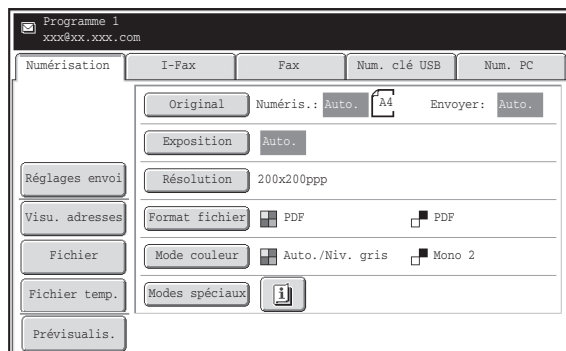 Programme 1
xxx@xx.xxx.com
Numérisation I-Fax Fax Num. clé USB Num. PC
Original Numéris.: Auto. A4 Envoyer: Auto.
Exposition Auto.
Réglages envoi Résolution 200x200ppp
Visu. adresses Format fichier PDF PDF
Fichier Mode couleur Auto./Niv. gris Mono 2
Fichier temp. Modes spéciaux
Prévisualis.